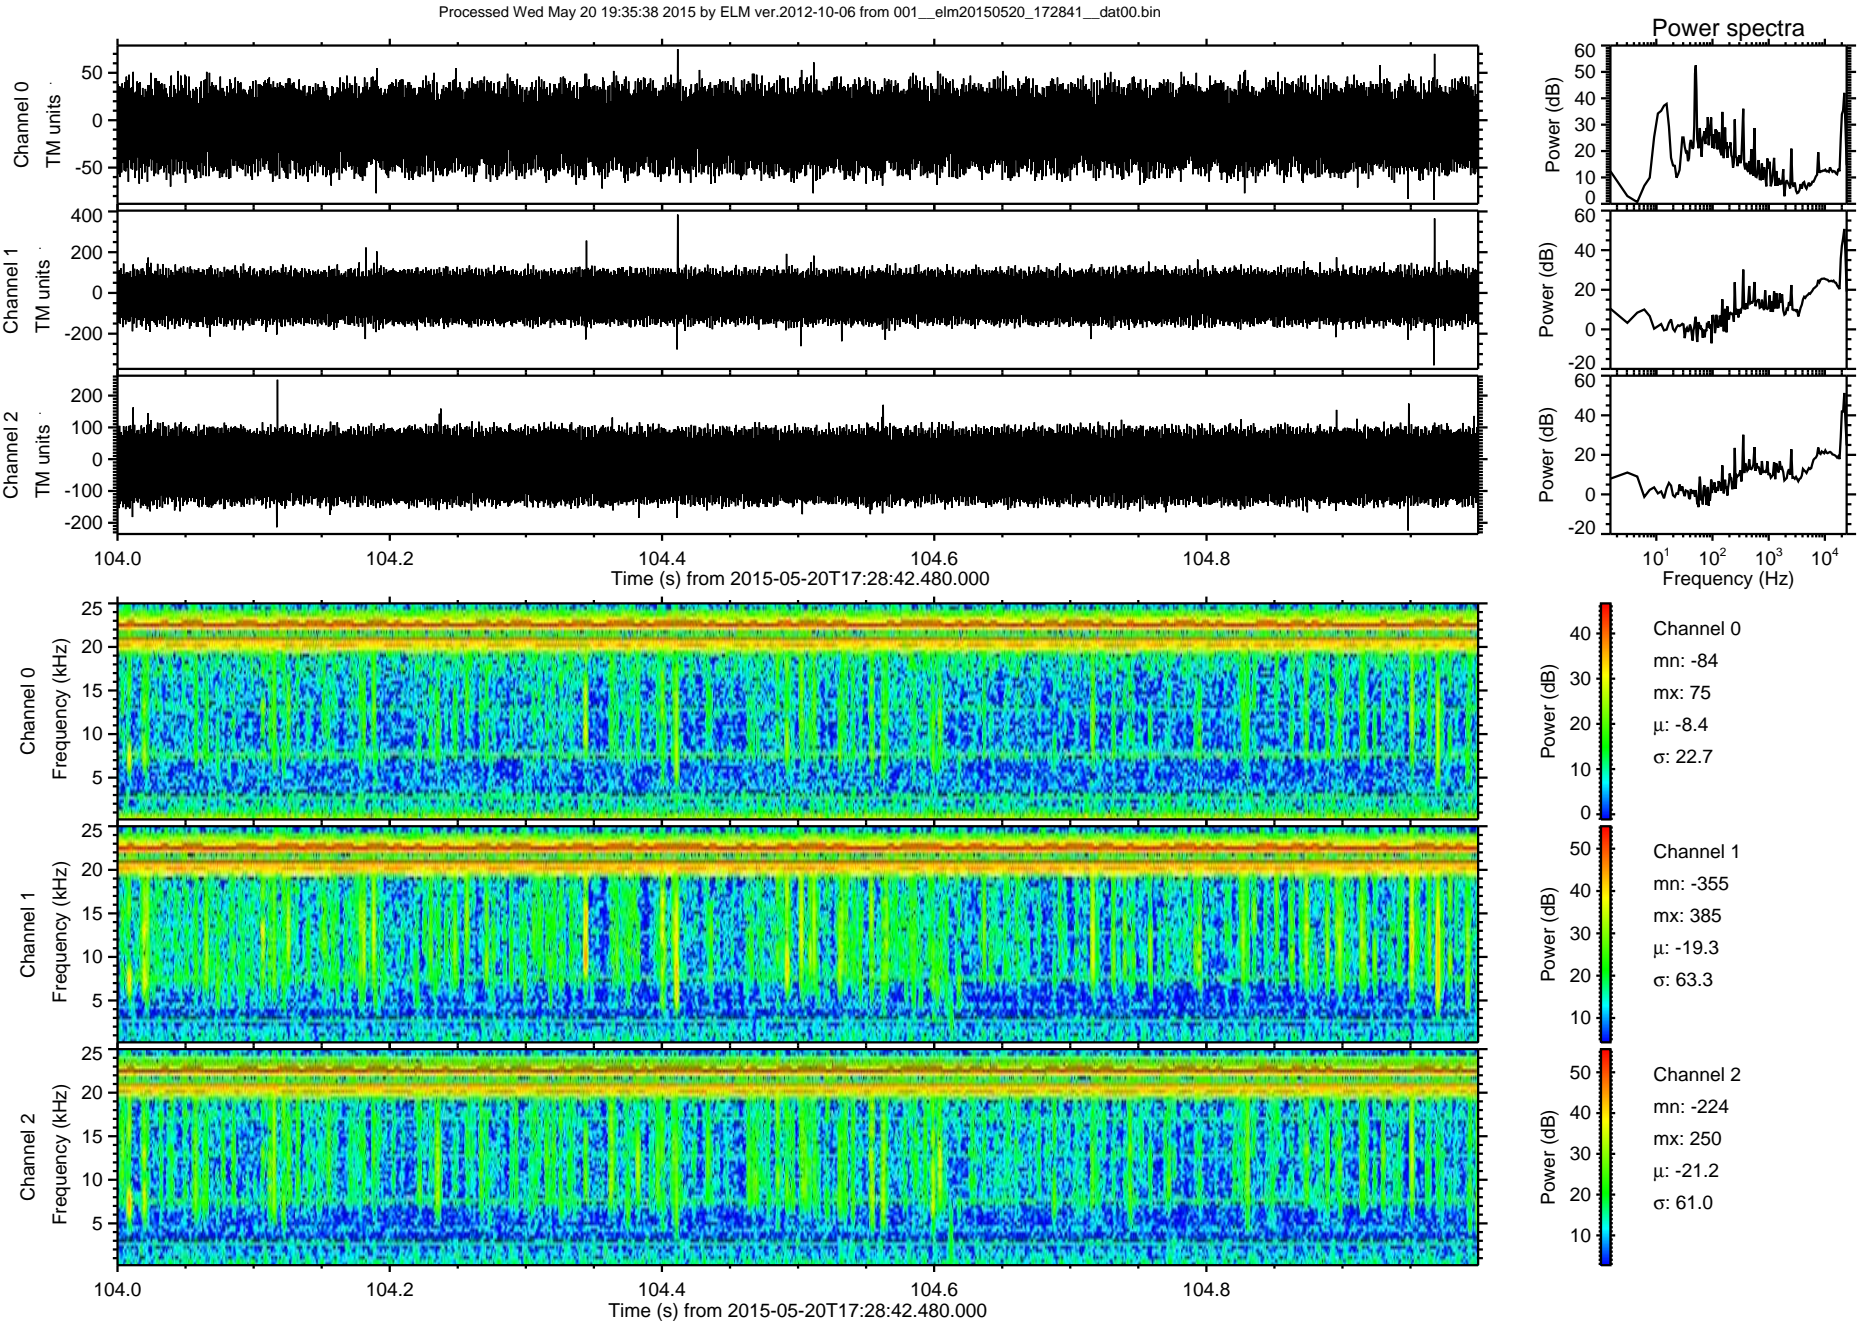 Processed Wed May 20 19:35:38 2015 by ELM ver.2012-10-06 from 001__elm20150520_172841__dat00.bin
Power spectra
Channel 0
TM units
50
0
-50
Power (dB)
60
50
40
30
20
10
0
Channel 1
TM units
400
200
0
-200
Power (dB)
60
40
20
0
-20
Channel 2
TM units
200
100
0
-100
-200
Power (dB)
60
40
20
0
-20
104.0 104.2 104.4 104.6 104.8
Time (s) from 2015-05-20T17:28:42.480.000
10^1 10^2 10^3 10^4
Frequency (Hz)
Channel 0
Frequency (kHz)
25
20
15
10
5
Power (dB)
40
30
20
10
0
Channel 0
mn: -84
mx: 75
μ: -8.4
σ: 22.7
Channel 1
Frequency (kHz)
25
20
15
10
5
Power (dB)
50
40
30
20
10
Channel 1
mn: -355
mx: 385
μ: -19.3
σ: 63.3
Channel 2
Frequency (kHz)
25
20
15
10
5
Power (dB)
50
40
30
20
10
Channel 2
mn: -224
mx: 250
μ: -21.2
σ: 61.0
104.0 104.2 104.4 104.6 104.8
Time (s) from 2015-05-20T17:28:42.480.000